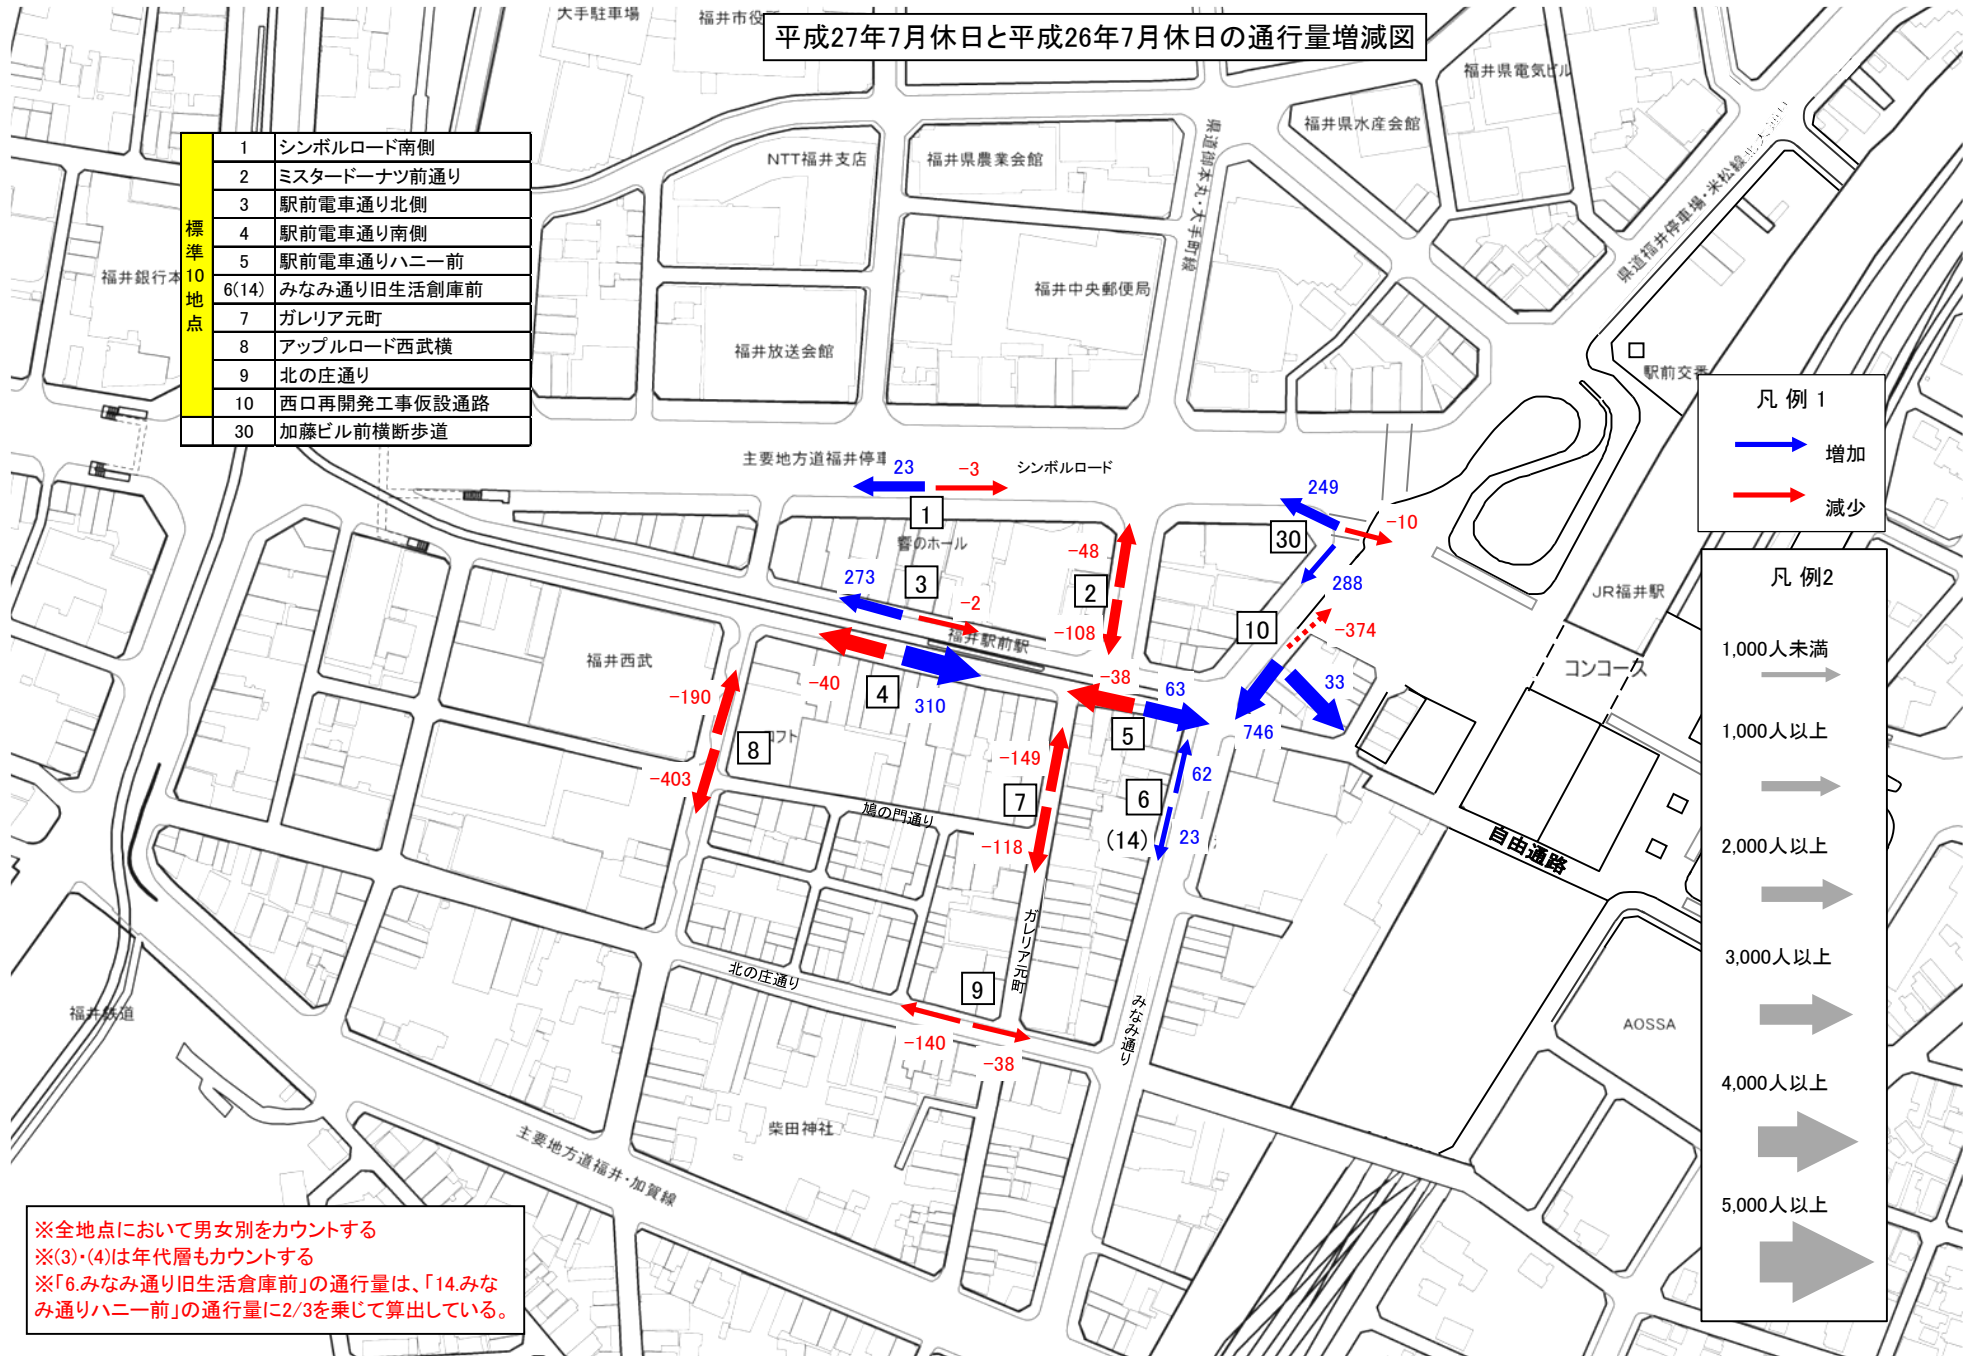 平成27年7月休日と平成26年7月休日の通行量増減図
大手駐車場
福井市役
福井県電気ビル
福井県水産会館
NTT福井支店
福井県農業会館
県道御本丸・大手町線
県道福井停車場・米松線
標準10地点
1 シンボルロード南側
2 ミスタードーナツ前通り
3 駅前電車通り北側
4 駅前電車通り南側
5 駅前電車通りハニー前
6(14) みなみ通り旧生活創庫前
7 ガレリア元町
8 アップルロード西武横
9 北の庄通り
10 西口再開発工事仮設通路
30 加藤ビル前横断歩道
福井銀行本
福井中央郵便局
福井放送会館
駅前交番
凡 例 1
増加
減少
主要地方道福井停車
シンボルロード
23
-3
1
249
-10
30
288
響のホール
-48
2
-108
273
3
-2
福井駅前駅
10
-374
33
746
JR福井駅
コンコース
福井西武
-40
4
310
-38
63
5
-190
8
ロフト
-403
-149
7
-118
62
6
(14)
23
鳩の門通り
自由通路
ガレリア元町
北の庄通り
9
-140
-38
みなみ通り
福井鉄道
AOSSA
柴田神社
主要地方道福井・加賀線
凡 例2
1,000人未満
1,000人以上
2,000人以上
3,000人以上
4,000人以上
5,000人以上
※全地点において男女別をカウントする
※(3)・(4)は年代層もカウントする
※「6.みなみ通り旧生活倉庫前」の通行量は、「14.みな
み通りハニー前」の通行量に2/3を乗じて算出している。